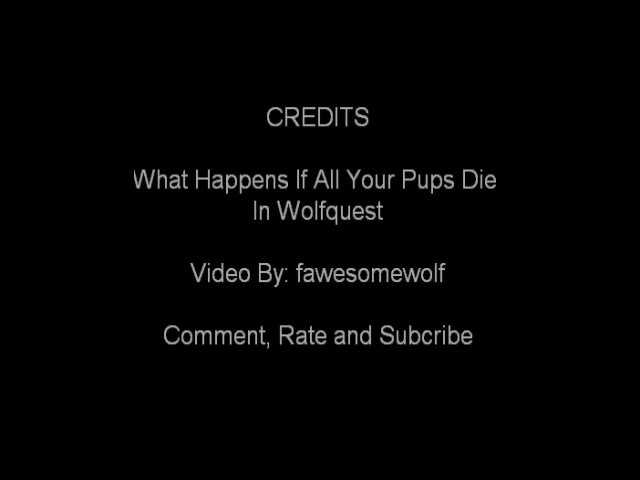 CREDITS
What Happens If All Your Pups Die
In Wolfquest
Video By: fawesomewolf
Comment, Rate and Subcribe